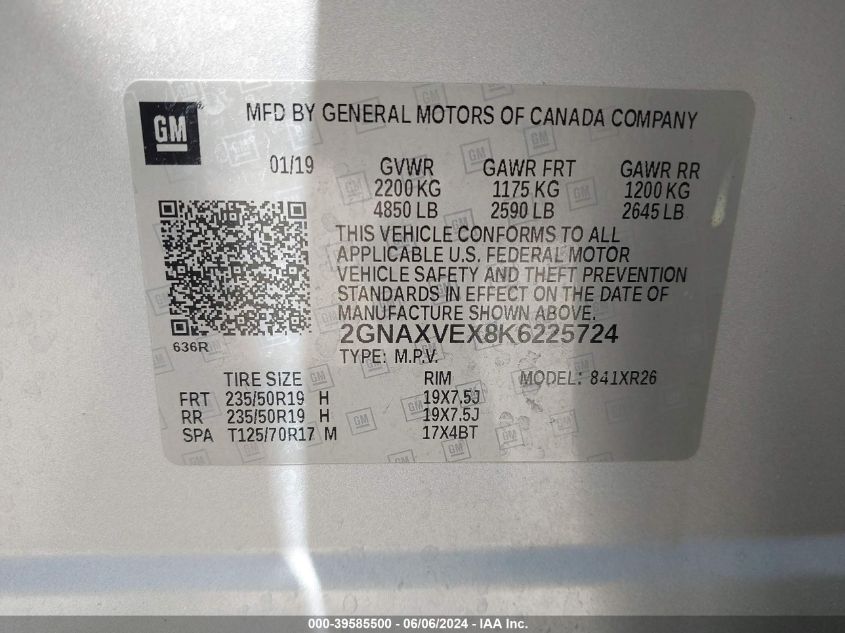 GM
MFD BY GENERAL MOTORS OF CANADA COMPANY
01/19 GVWR GAWR FRT GAWR RR
2200 KG 1175 KG 1200 KG
4850 LB 2590 LB 2645 LB
THIS VEHICLE CONFORMS TO ALL
APPLICABLE U.S. FEDERAL MOTOR
VEHICLE SAFETY AND THEFT PREVENTION
STANDARDS IN EFFECT ON THE DATE OF
MANUFACTURE SHOWN ABOVE.
2GNAXVEX8K6225724
636R
TYPE: M.P.V.
TIRE SIZE RIM MODEL: 841XR26
FRT 235/50R19 H 19X7.5J
RR 235/50R19 H 19X7.5J
SPA T125/70R17 M 17X4BT
000-39585500 - 06/06/2024 - IAA Inc.